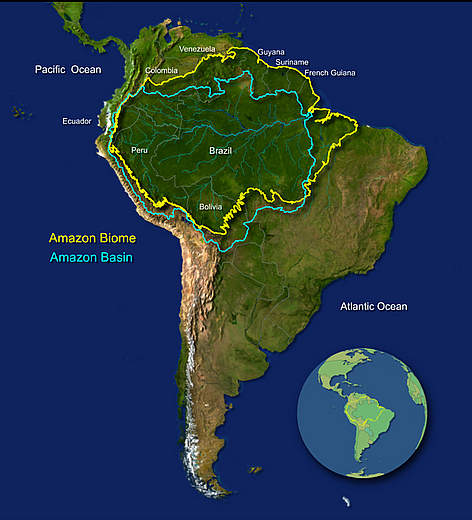 Venezuela
Guyana
Suriname
French Guiana
Pacific Ocean
Colombia
Ecuador
Peru
Brazil
Bolivia
Amazon Biome
Amazon Basin
Atlantic Ocean